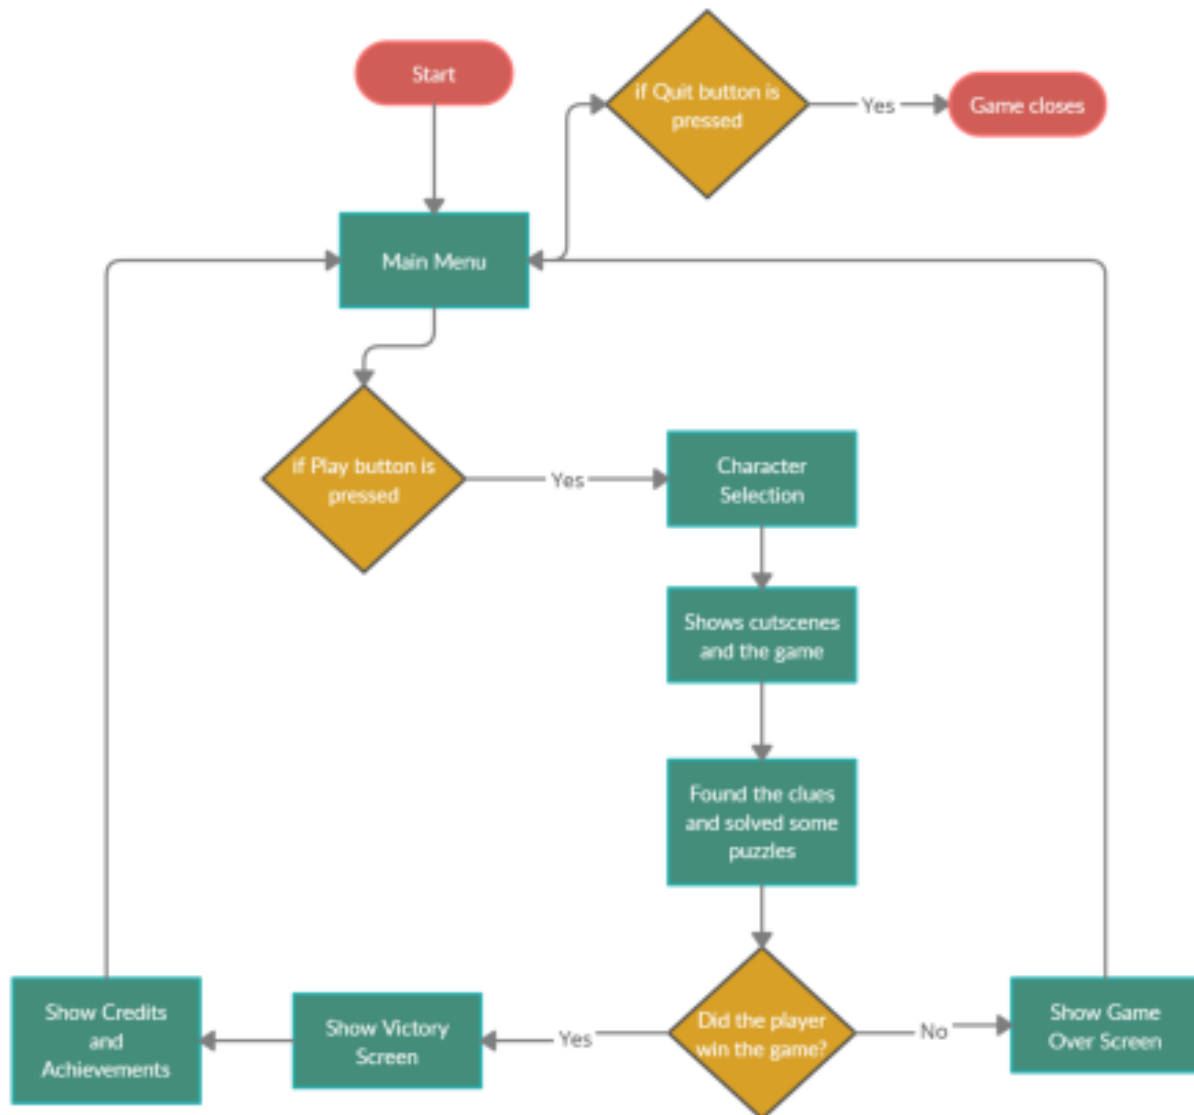 Start
if Quit button is
pressed
Yes
Game closes
Main Menu
if Play button is
pressed
Yes
Character
Selection
Shows cutscenes
and the game
Found the clues
and solved some
puzzles
Did the player
win the game?
Yes
No
Show Victory
Screen
Show Credits
and
Achievements
Show Game
Over Screen